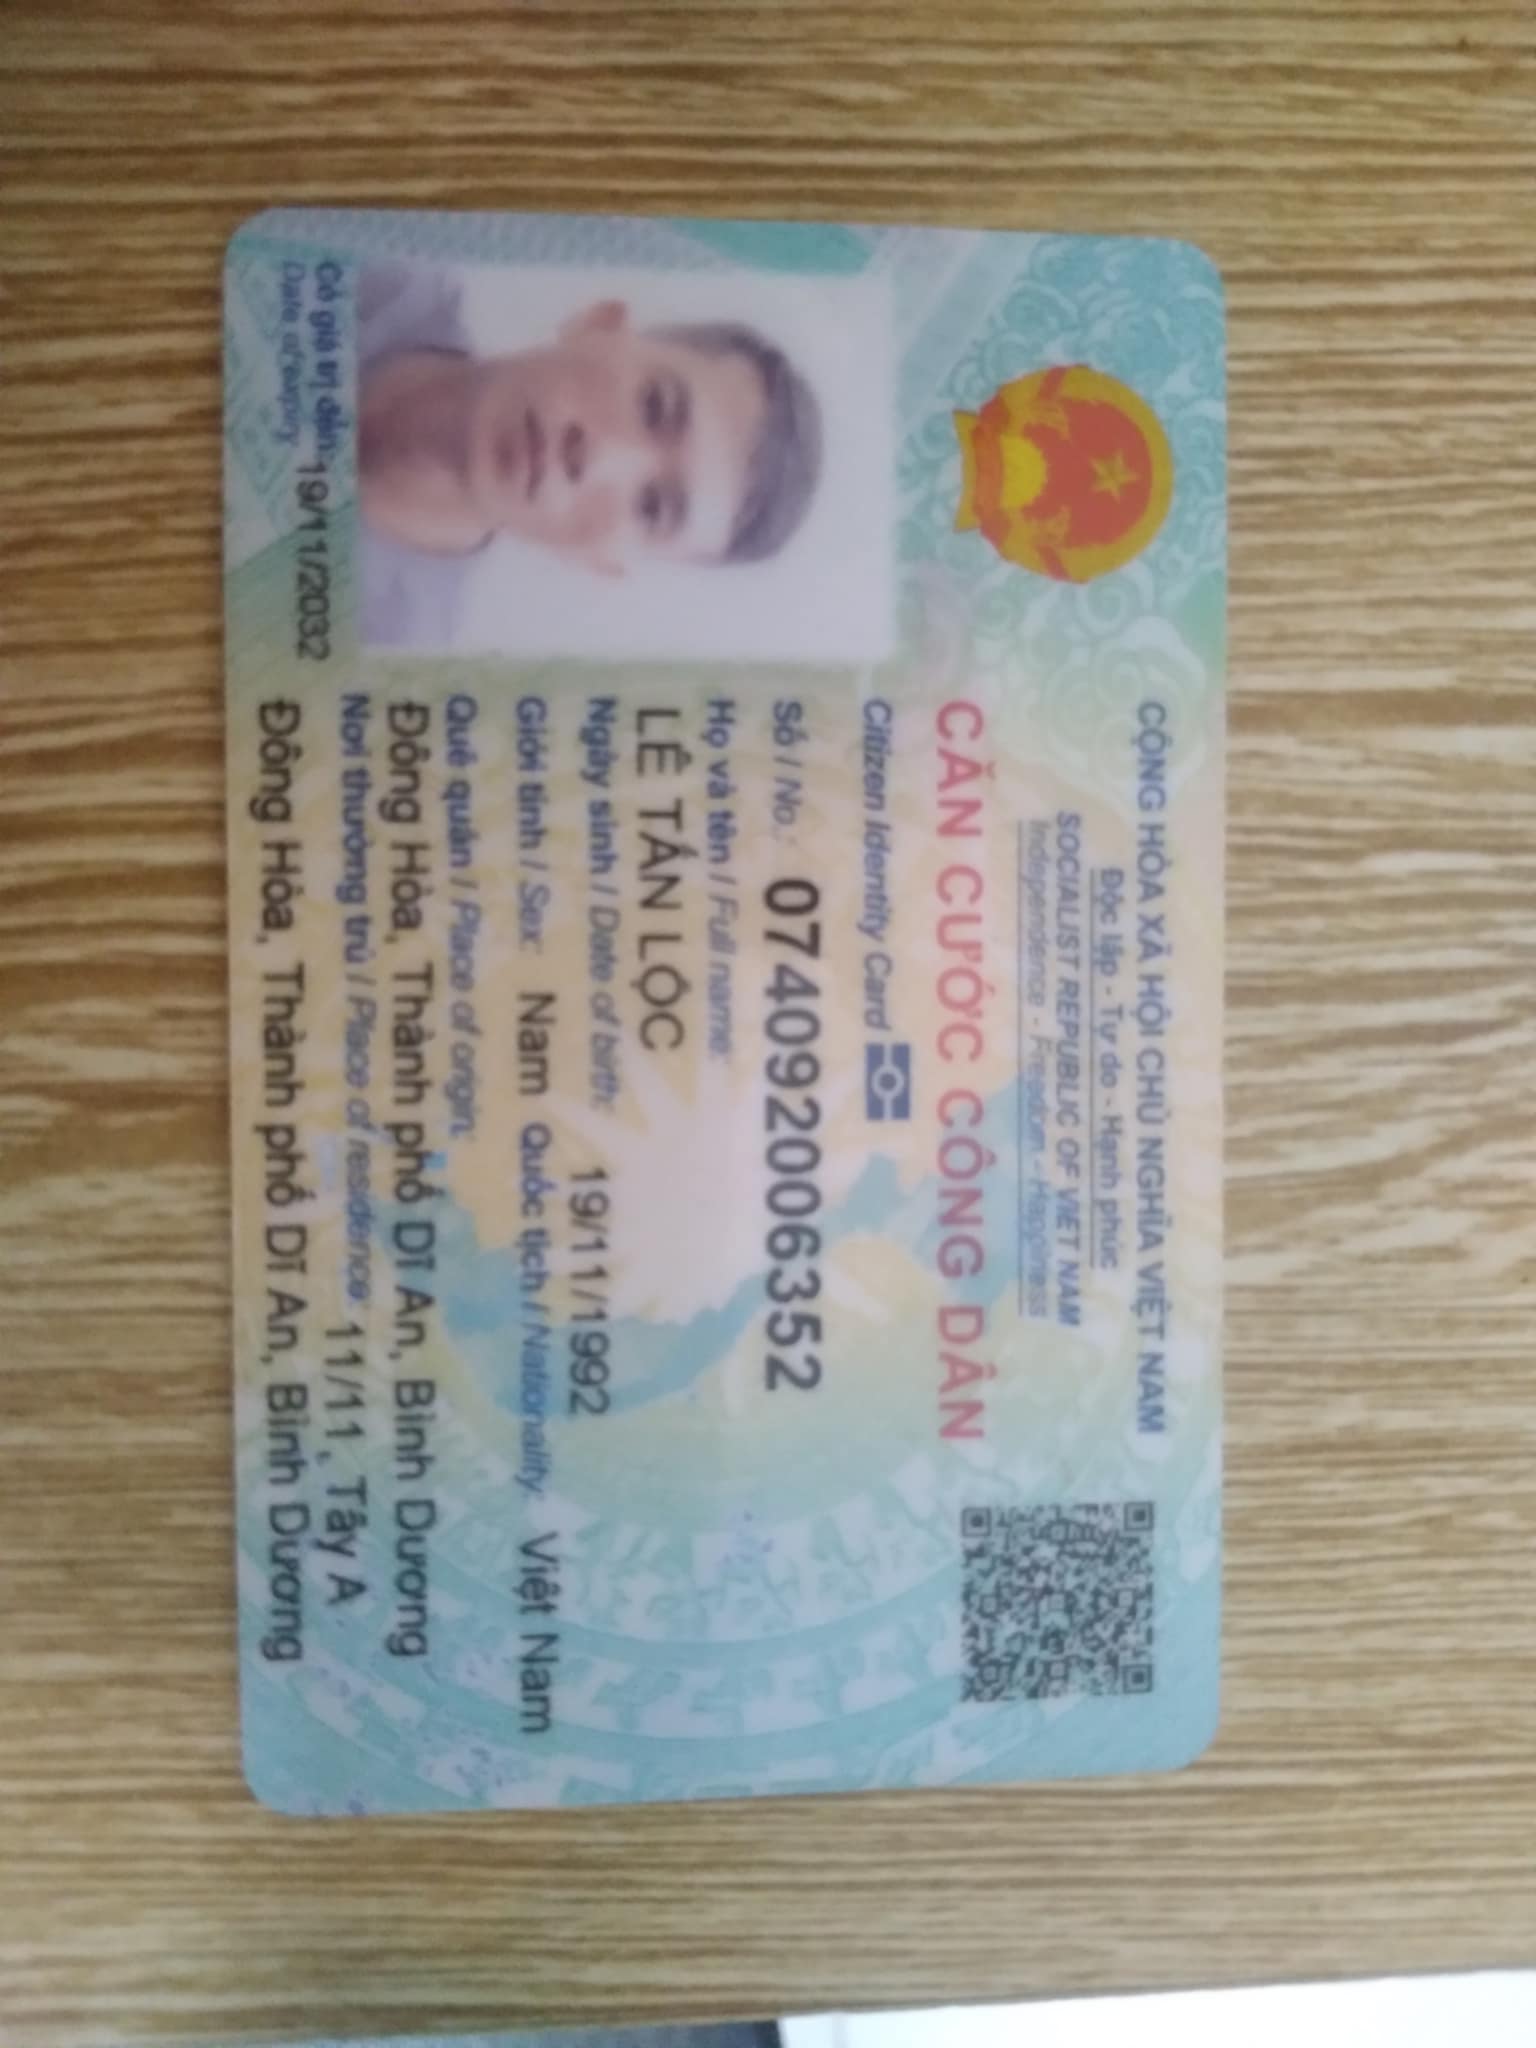 CỘNG HÒA XÃ HỘI CHỦ NGHĨA VIỆT NAM
Độc lập - Tự do - Hạnh phúc
SOCIALIST REPUBLIC OF VIET NAM
Independence - Freedom - Happiness
CĂN CƯỚC CÔNG DÂN
Citizen Identity Card
Số / No.: 074092006352
Họ và tên / Full name:
LÊ TẤN LỘC
Ngày sinh / Date of birth: 19/11/1992
Giới tính / Sex: Nam Quốc tịch / Nationality: Việt Nam
Quê quán / Place of origin:
Đông Hòa, Thành phố Dĩ An, Bình Dương
Nơi thường trú / Place of residence: 11/11, Tây A
Đông Hòa, Thành phố Dĩ An, Bình Dương
Có giá trị đến: 19/11/2032
Date of expiry